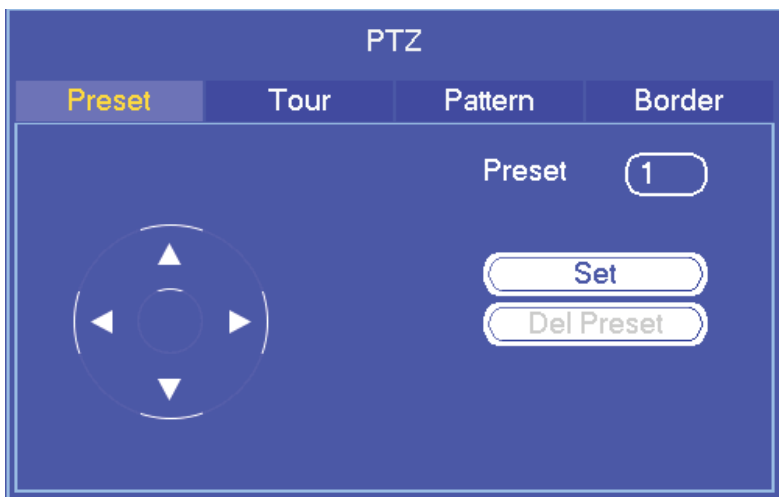 PTZ
Preset Tour Pattern Border
Preset 1
Set
Del Preset